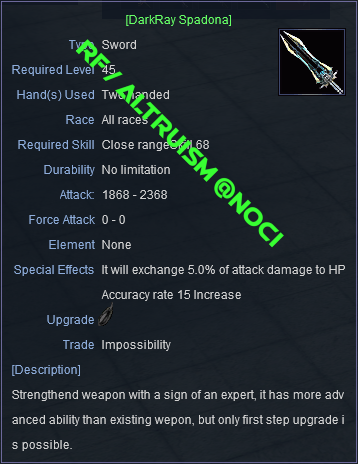 [DarkRay Spadona]
Type Sword
Required Level 45
Hand(s) Used Two handed
Race All races
Required Skill Close range Skill 68
Durability No limitation
Attack: 1868 - 2368
Force Attack 0 - 0
Element None
Special Effects It will exchange 5.0% of attack damage to HP
Accuracy rate 15 Increase
Upgrade
Trade Impossibility
[Description]
Strengthend weapon with a sign of an expert, it has more adv
anced ability than existing wepon, but only first step upgrade i
s possible.
RF/ ALTRUISM @NOCI